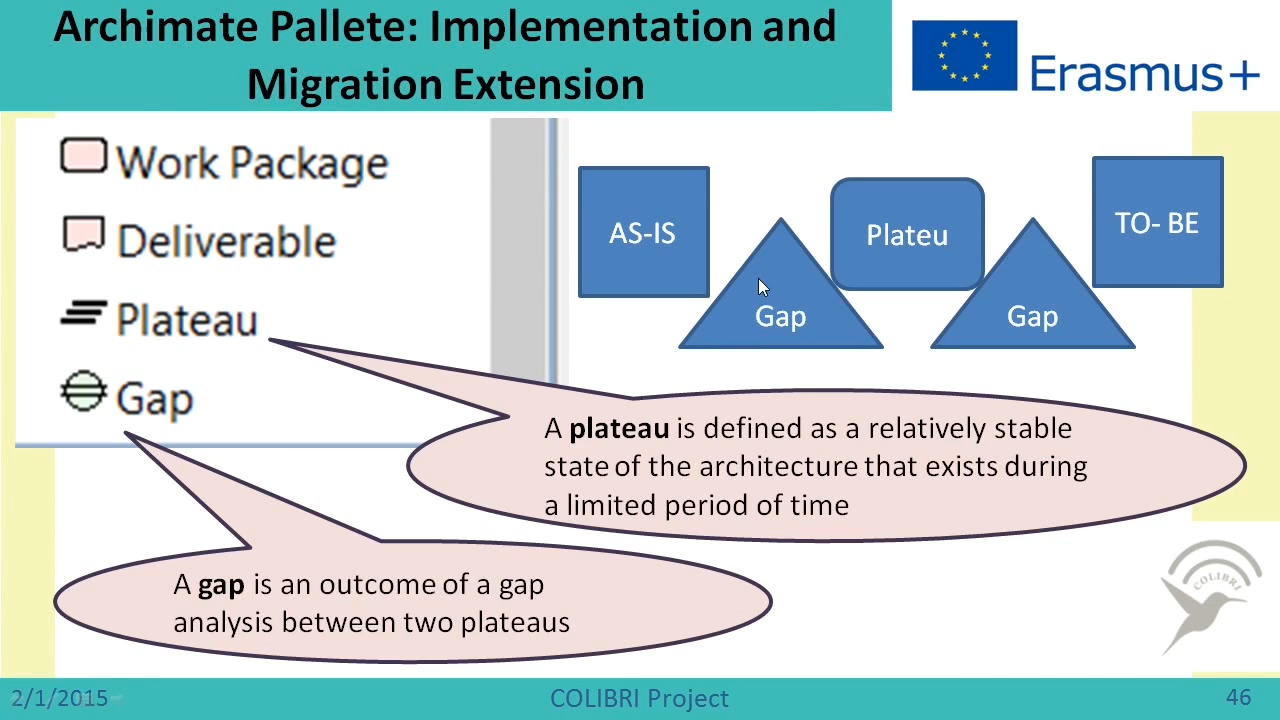 Archimate Pallete: Implementation and
Migration Extension
Erasmus+
Work Package
Deliverable
Plateau
Gap
AS-IS
Gap
Plateu
Gap
TO- BE
A plateau is defined as a relatively stable
state of the architecture that exists during
a limited period of time
A gap is an outcome of a gap
analysis between two plateaus
COLIBRI
2/1/2015
COLIBRI Project
46